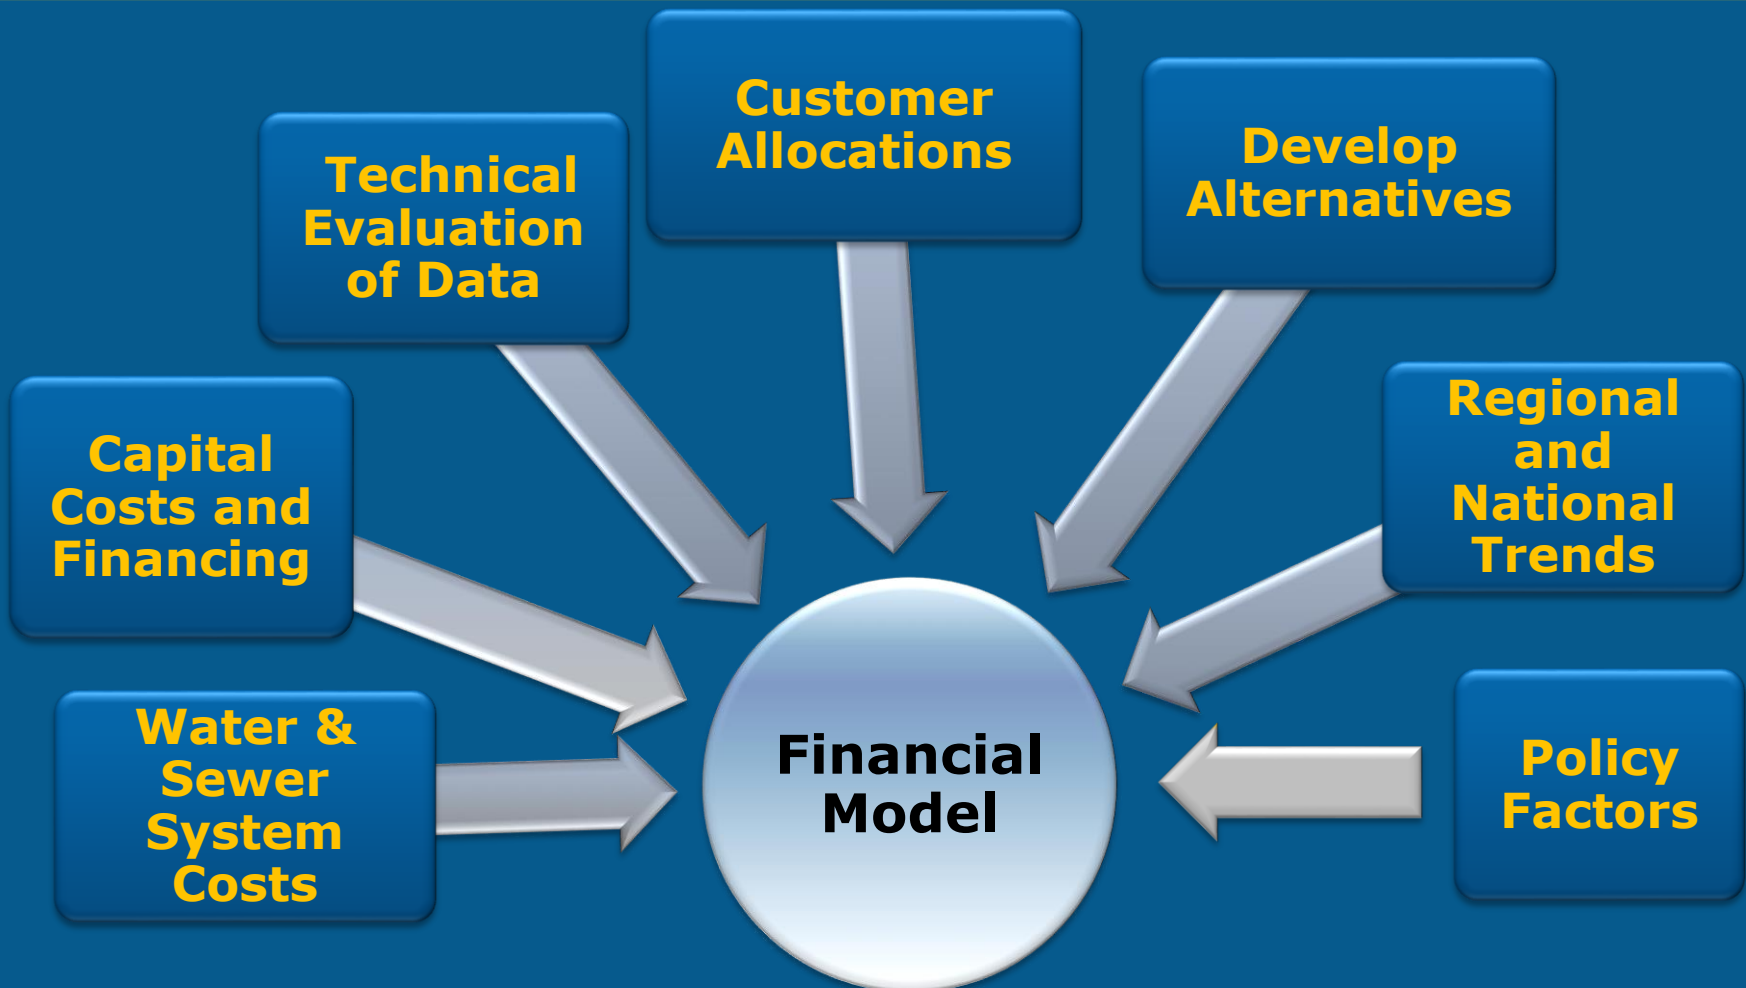 Customer
Allocations
Develop
Alternatives
Technical
Evaluation
of Data
Regional
and
National
Trends
Capital
Costs and
Financing
Water &
Sewer
System
Costs
Financial
Model
Policy
Factors